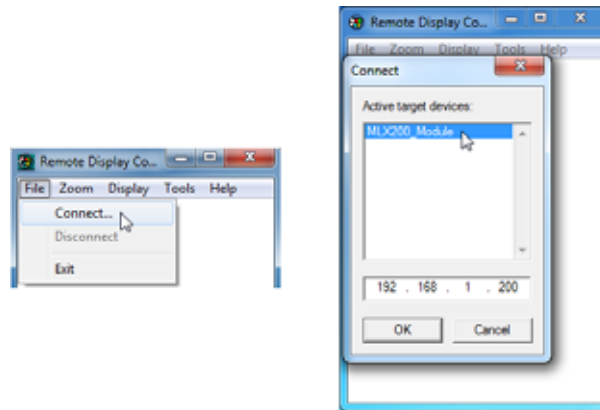 Remote Display Co...
File Zoom Display Tools Help
Connect...
Disconnect
Exit
Remote Display Co...
File Zoom Display Tools Help
Connect
Active target devices:
MLX200_Module
192 . 168 . 1 . 200
OK Cancel